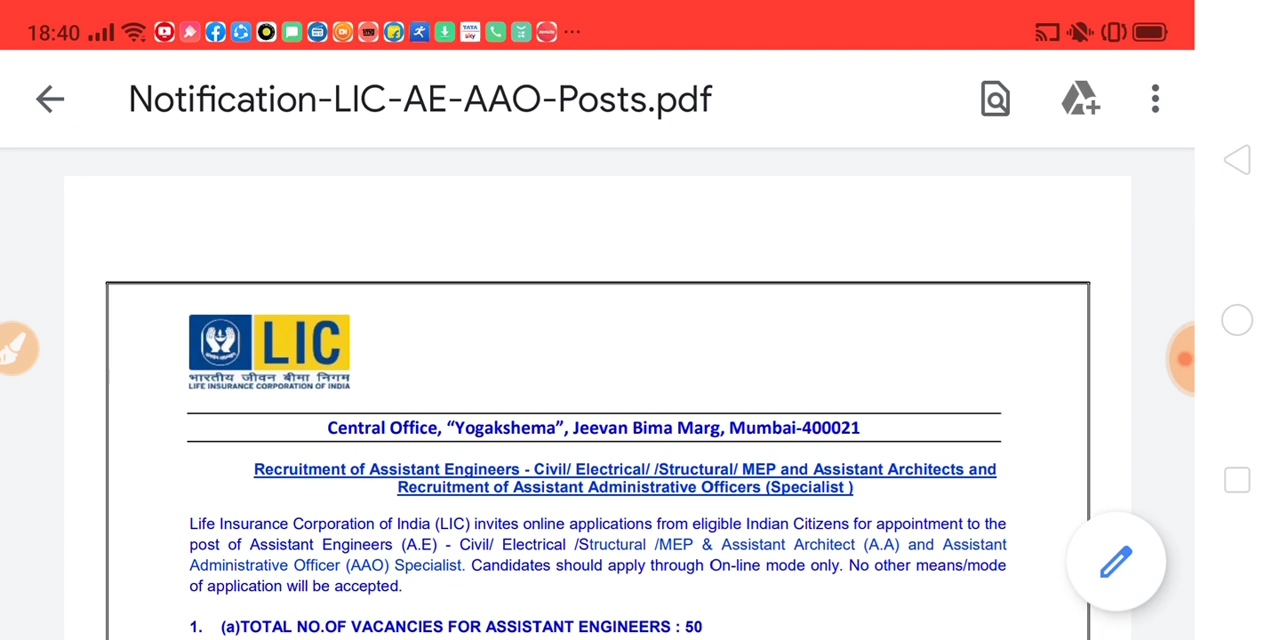 18:40
Notification-LIC-AE-AAO-Posts.pdf
LIC
भारतीय जीवन बीमा निगम
LIFE INSURANCE CORPORATION OF INDIA
Central Office, “Yogakshema”, Jeevan Bima Marg, Mumbai-400021
Recruitment of Assistant Engineers - Civil/ Electrical/ /Structural/ MEP and Assistant Architects and
Recruitment of Assistant Administrative Officers (Specialist )
Life Insurance Corporation of India (LIC) invites online applications from eligible Indian Citizens for appointment to the
post of Assistant Engineers (A.E) - Civil/ Electrical /Structural /MEP & Assistant Architect (A.A) and Assistant
Administrative Officer (AAO) Specialist. Candidates should apply through On-line mode only. No other means/mode
of application will be accepted.
1. (a)TOTAL NO.OF VACANCIES FOR ASSISTANT ENGINEERS : 50